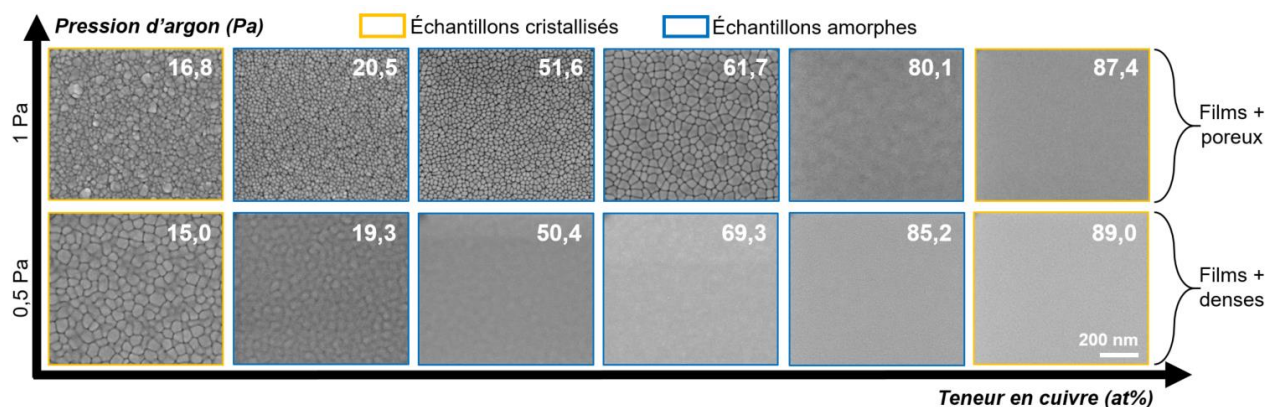 Pression d'argon (Pa)
Échantillons cristallisés
Échantillons amorphes
1 Pa
16,8
20,5
51,6
61,7
80,1
87,4
Films +
poreux
0,5 Pa
15,0
19,3
50,4
69,3
85,2
89,0
200 nm
Films +
denses
Teneur en cuivre (at%)